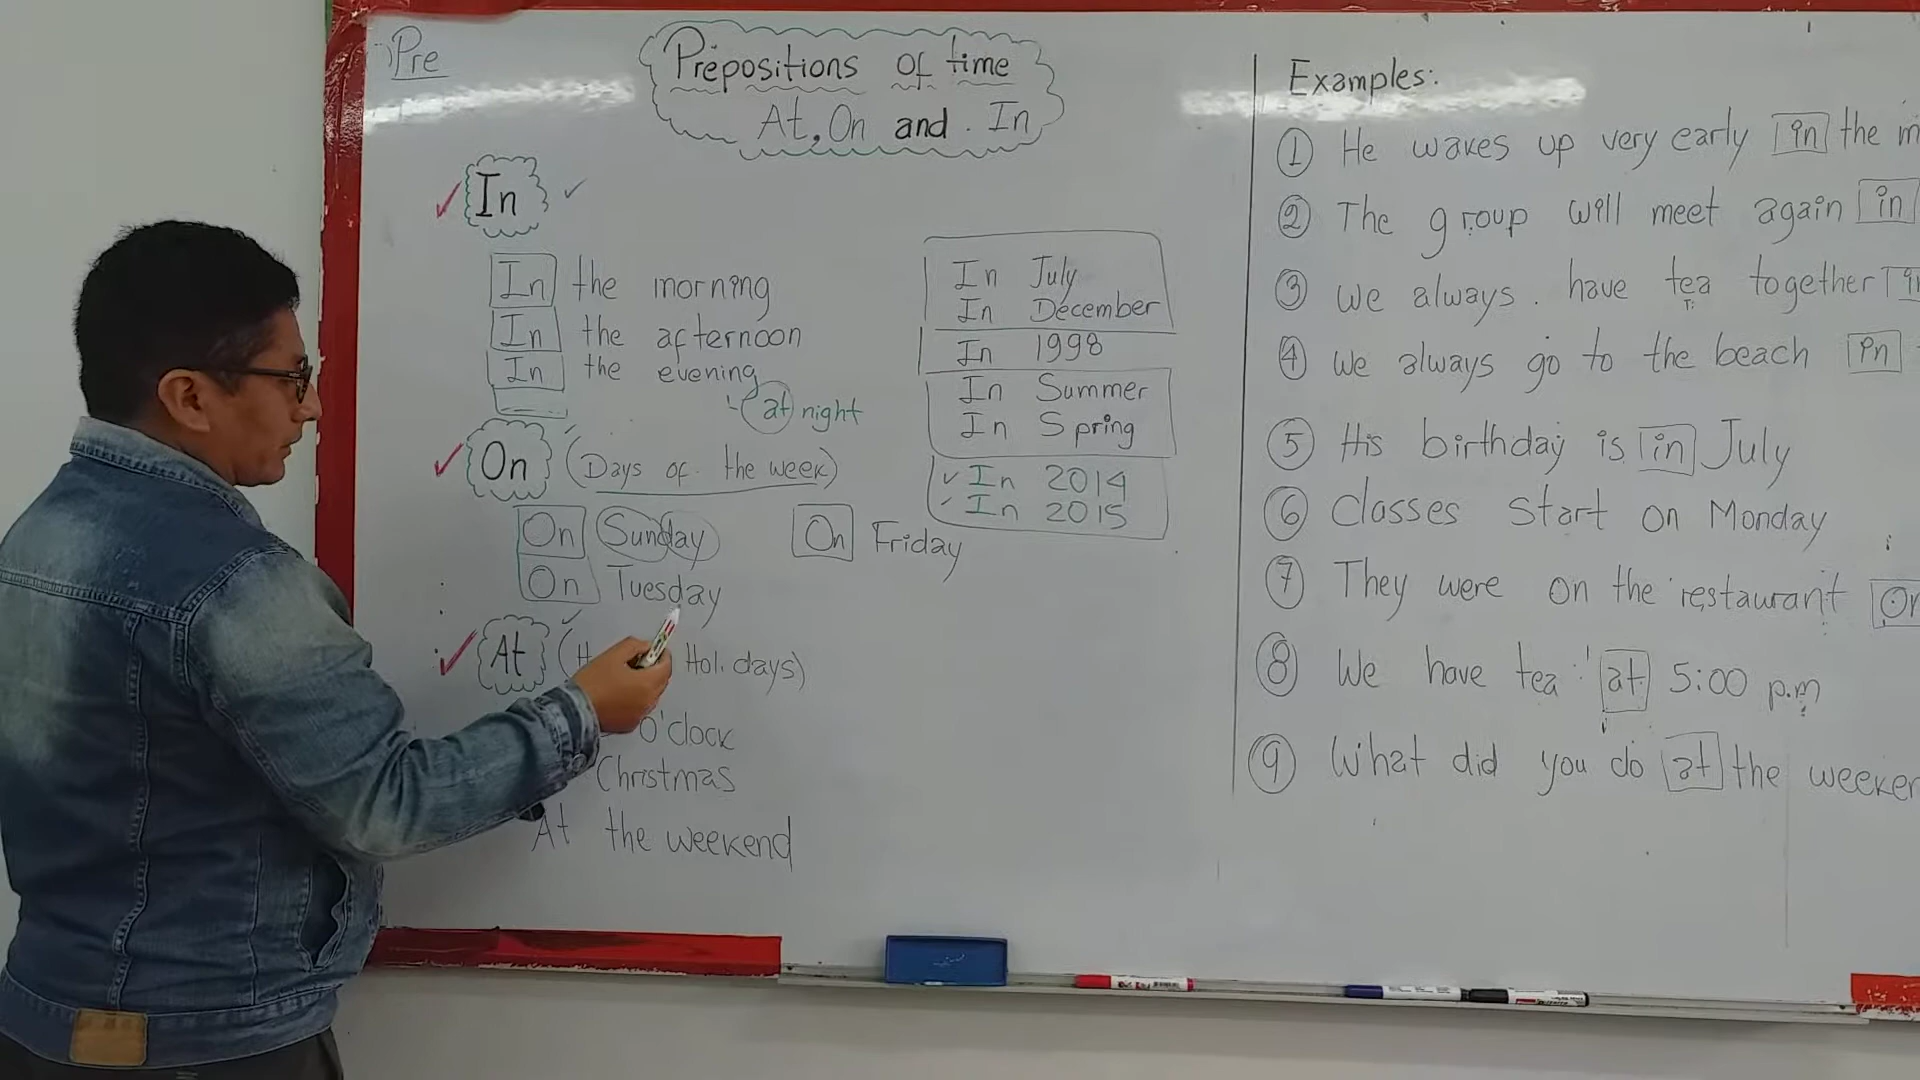 Pre
Prepositions of time
At, On and In
In
In the morning
In the afternoon
In the evening
at night
On (Days of the week)
On Sunday
On Friday
On Tuesday
At Holidays)
o'clock
Christmas
At the weekend
In July
In December
In 1998
In Summer
In Spring
In 2014
In 2015
Examples:
1 He wakes up very early in the
2 The group will meet again in
3 We always have tea together
4 We always go to the beach in
5 His birthday is in July
6 Classes start on Monday
7 They were on the restaurant On
8 We have tea at 5:00 p.m
9 What did you do at the